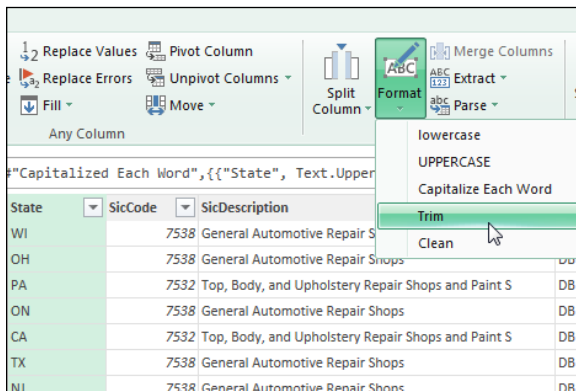 Replace Values Pivot Column Merge Columns
Replace Errors Unpivot Columns Split Format Extract
Fill Move Column Parse
Any Column
lowercase
UPPERCASE
Capitalize Each Word
Trim
Clean
#"Capitalized Each Word",{{"State", Text.Upper
State SicCode SicDescription
WI 7538 General Automotive Repair S
OH 7538 General Automotive Repair Shops DB
PA 7532 Top, Body, and Upholstery Repair Shops and Paint S DB
ON 7538 General Automotive Repair Shops DB
CA 7532 Top, Body, and Upholstery Repair Shops and Paint S DB
TX 7538 General Automotive Repair Shops DB
NJ 7538 General Automotive Repair Shops DB